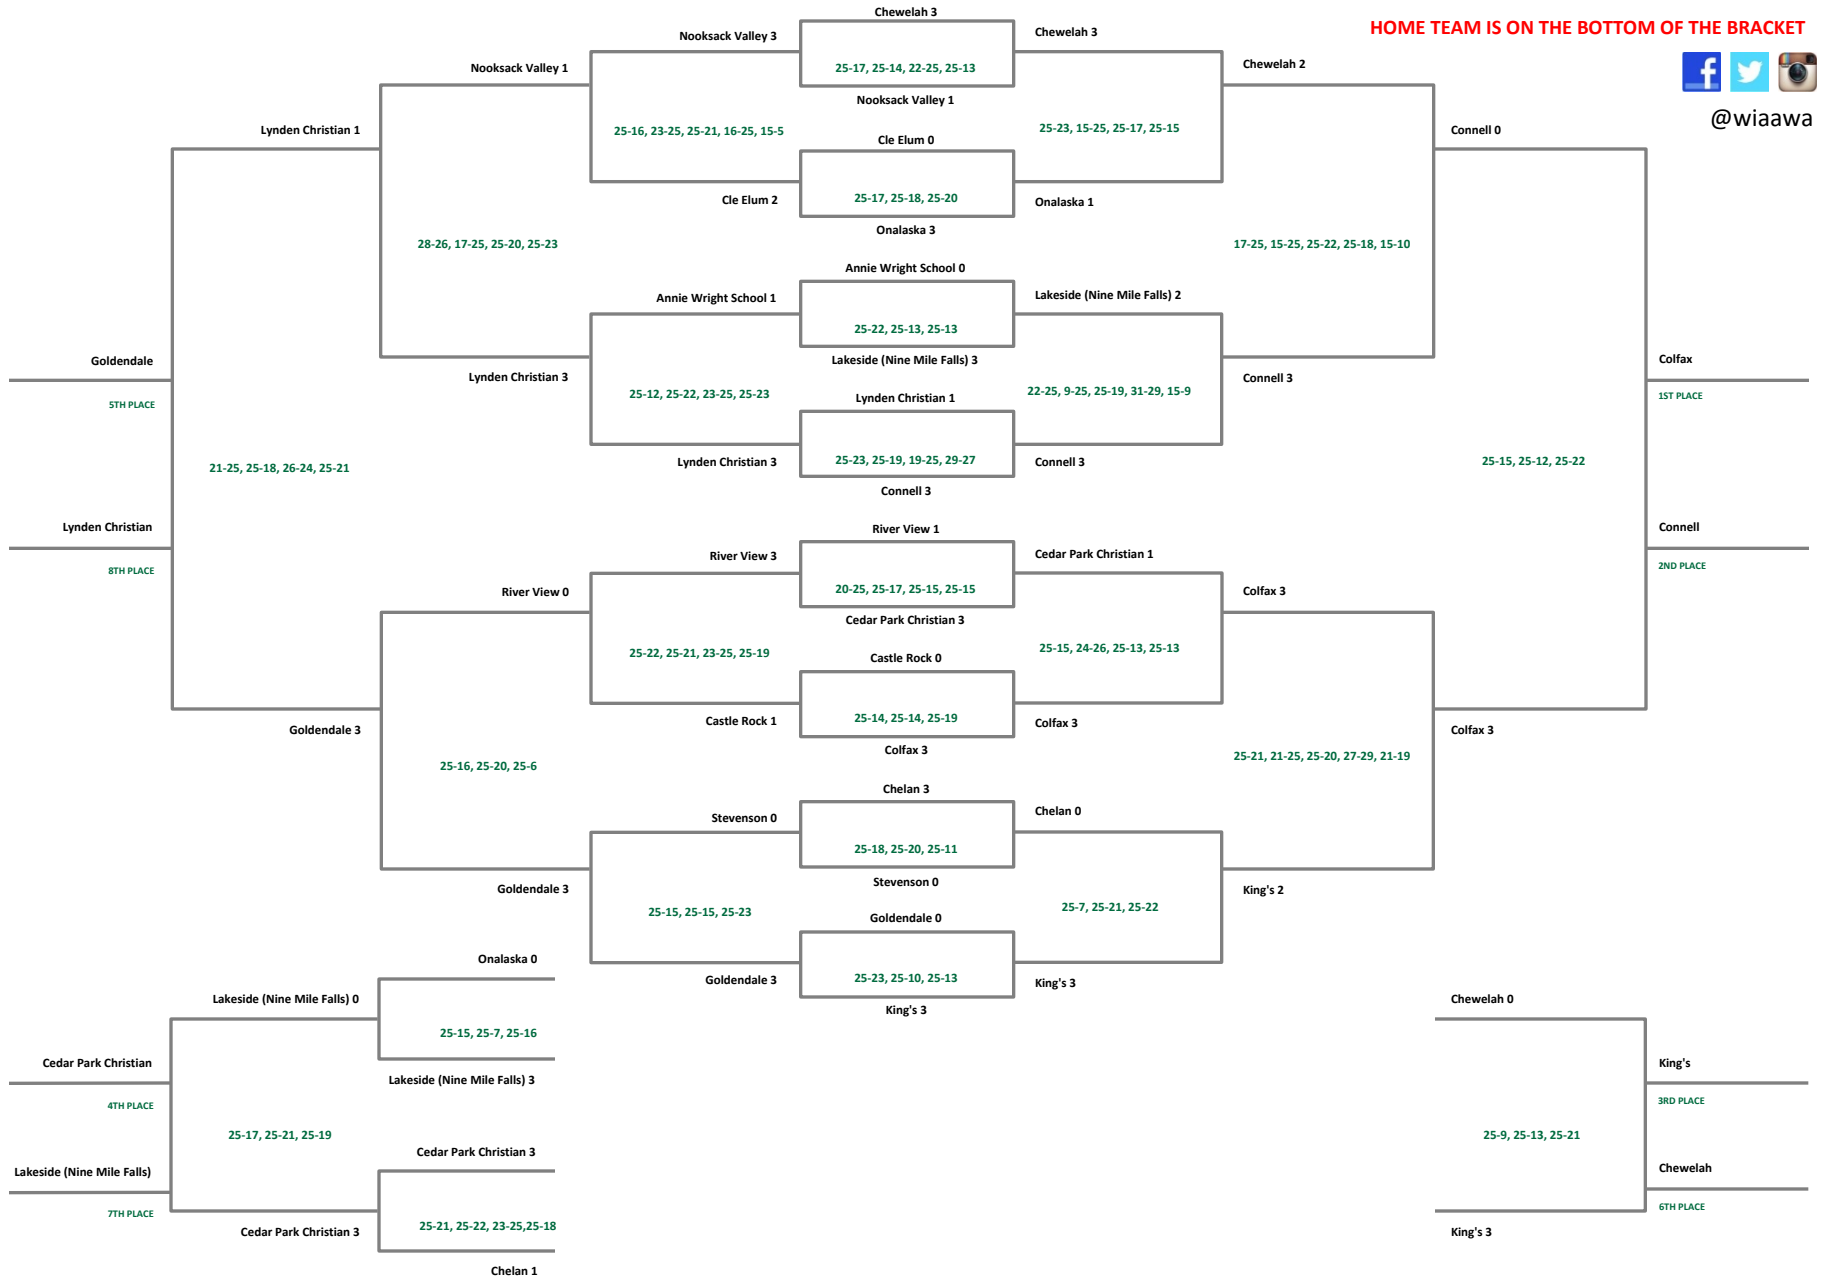 HOME TEAM IS ON THE BOTTOM OF THE BRACKET
@wiaawa
Chewelah 3
25-17, 25-14, 22-25, 25-13
Nooksack Valley 1
Cle Elum 0
25-17, 25-18, 25-20
Onalaska 3
Annie Wright School 0
25-22, 25-13, 25-13
Lakeside (Nine Mile Falls) 3
Lynden Christian 1
25-23, 25-19, 19-25, 29-27
Connell 3
River View 1
20-25, 25-17, 25-15, 25-15
Cedar Park Christian 3
Castle Rock 0
25-14, 25-14, 25-19
Colfax 3
Chelan 3
25-18, 25-20, 25-11
Stevenson 0
Goldendale 0
25-23, 25-10, 25-13
King's 3
Chewelah 3
25-23, 15-25, 25-17, 25-15
Onalaska 1
Lakeside (Nine Mile Falls) 2
22-25, 9-25, 25-19, 31-29, 15-9
Connell 3
Cedar Park Christian 1
25-15, 24-26, 25-13, 25-13
Colfax 3
Chelan 0
25-7, 25-21, 25-22
King's 3
Chewelah 2
17-25, 15-25, 25-22, 25-18, 15-10
Connell 3
Colfax 3
25-21, 21-25, 25-20, 27-29, 21-19
King's 2
Connell 0
25-15, 25-12, 25-22
Colfax 3
Colfax
1ST PLACE
Connell
2ND PLACE
Chewelah 0
25-9, 25-13, 25-21
King's 3
King's
3RD PLACE
Chewelah
6TH PLACE
Nooksack Valley 3
25-16, 23-25, 25-21, 16-25, 15-5
Cle Elum 2
Annie Wright School 1
25-12, 25-22, 23-25, 25-23
Lynden Christian 3
River View 3
25-22, 25-21, 23-25, 25-19
Castle Rock 1
Stevenson 0
25-15, 25-15, 25-23
Goldendale 3
Nooksack Valley 1
28-26, 17-25, 25-20, 25-23
Lynden Christian 3
River View 0
25-16, 25-20, 25-6
Goldendale 3
Lynden Christian 1
21-25, 25-18, 26-24, 25-21
Goldendale 3
Goldendale
5TH PLACE
Lynden Christian
8TH PLACE
Onalaska 0
25-15, 25-7, 25-16
Lakeside (Nine Mile Falls) 3
Cedar Park Christian 3
25-21, 25-22, 23-25,25-18
Chelan 1
Lakeside (Nine Mile Falls) 0
25-17, 25-21, 25-19
Cedar Park Christian 3
Cedar Park Christian
4TH PLACE
Lakeside (Nine Mile Falls)
7TH PLACE